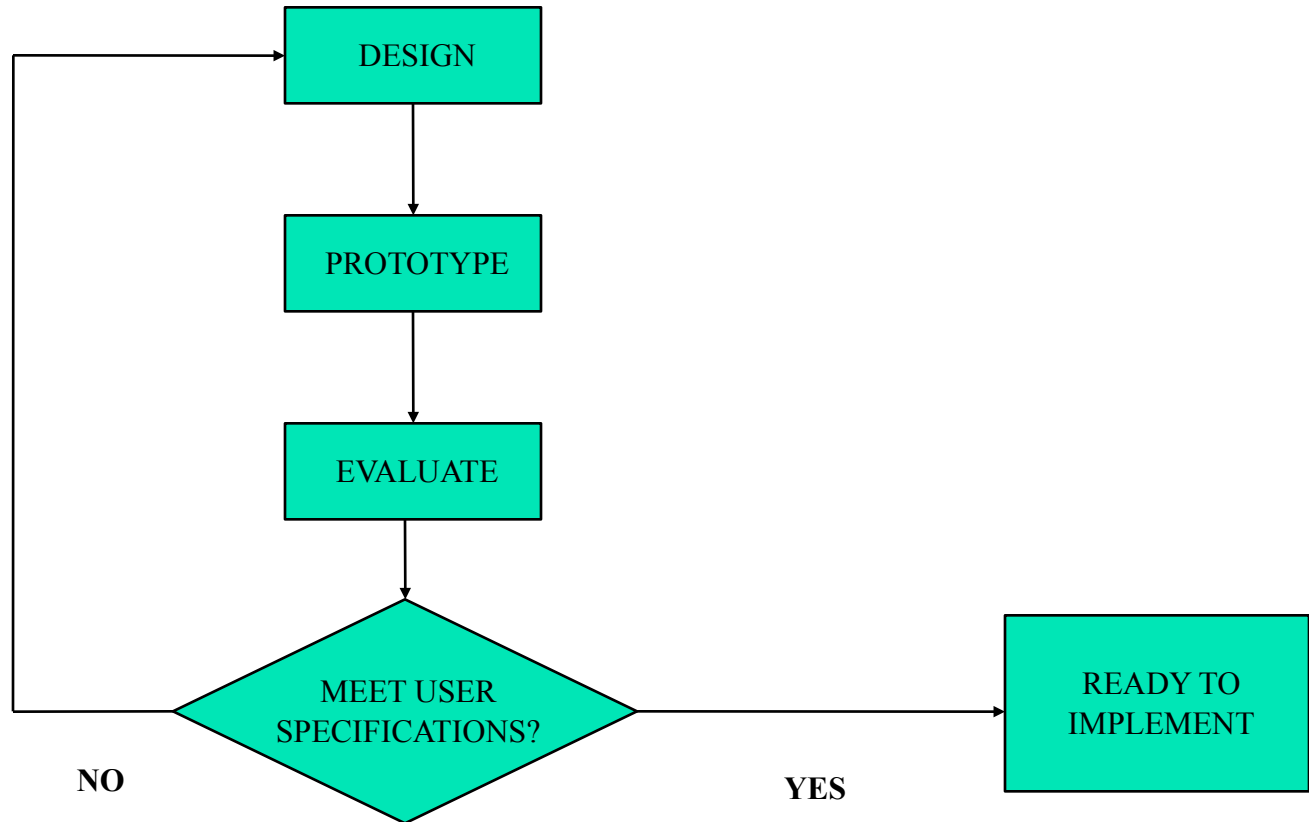 DESIGN
PROTOTYPE
EVALUATE
MEET USER
SPECIFICATIONS?
READY TO
IMPLEMENT
NO
YES